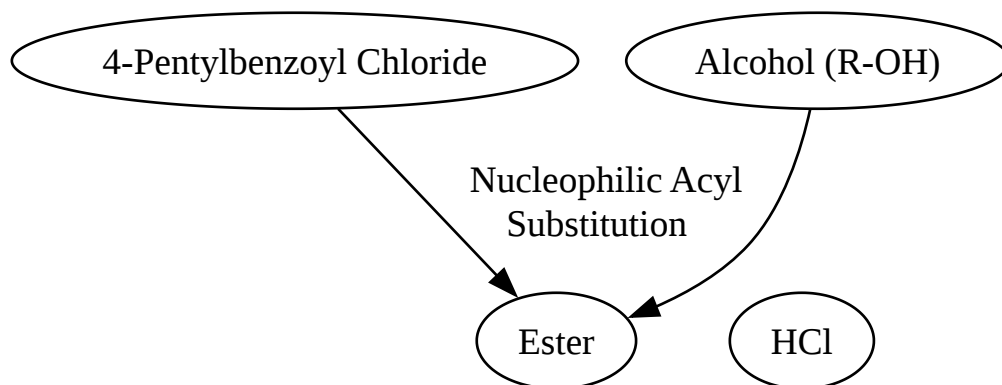 4-Pentylbenzoyl Chloride
Alcohol (R-OH)
Nucleophilic Acyl
Substitution
Ester
HCl